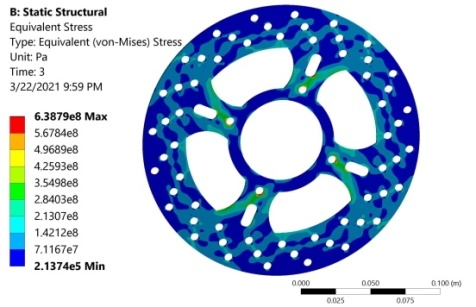 B: Static Structural
Equivalent Stress
Type: Equivalent (von-Mises) Stress
Unit: Pa
Time: 3
3/22/2021 9:59 PM
6.3879e8 Max
5.6784e8
4.9689e8
4.2593e8
3.5498e8
2.8403e8
2.1307e8
1.4212e8
7.1167e7
2.1374e5 Min
0.000 0.050 0.100 (m)
0.025 0.075